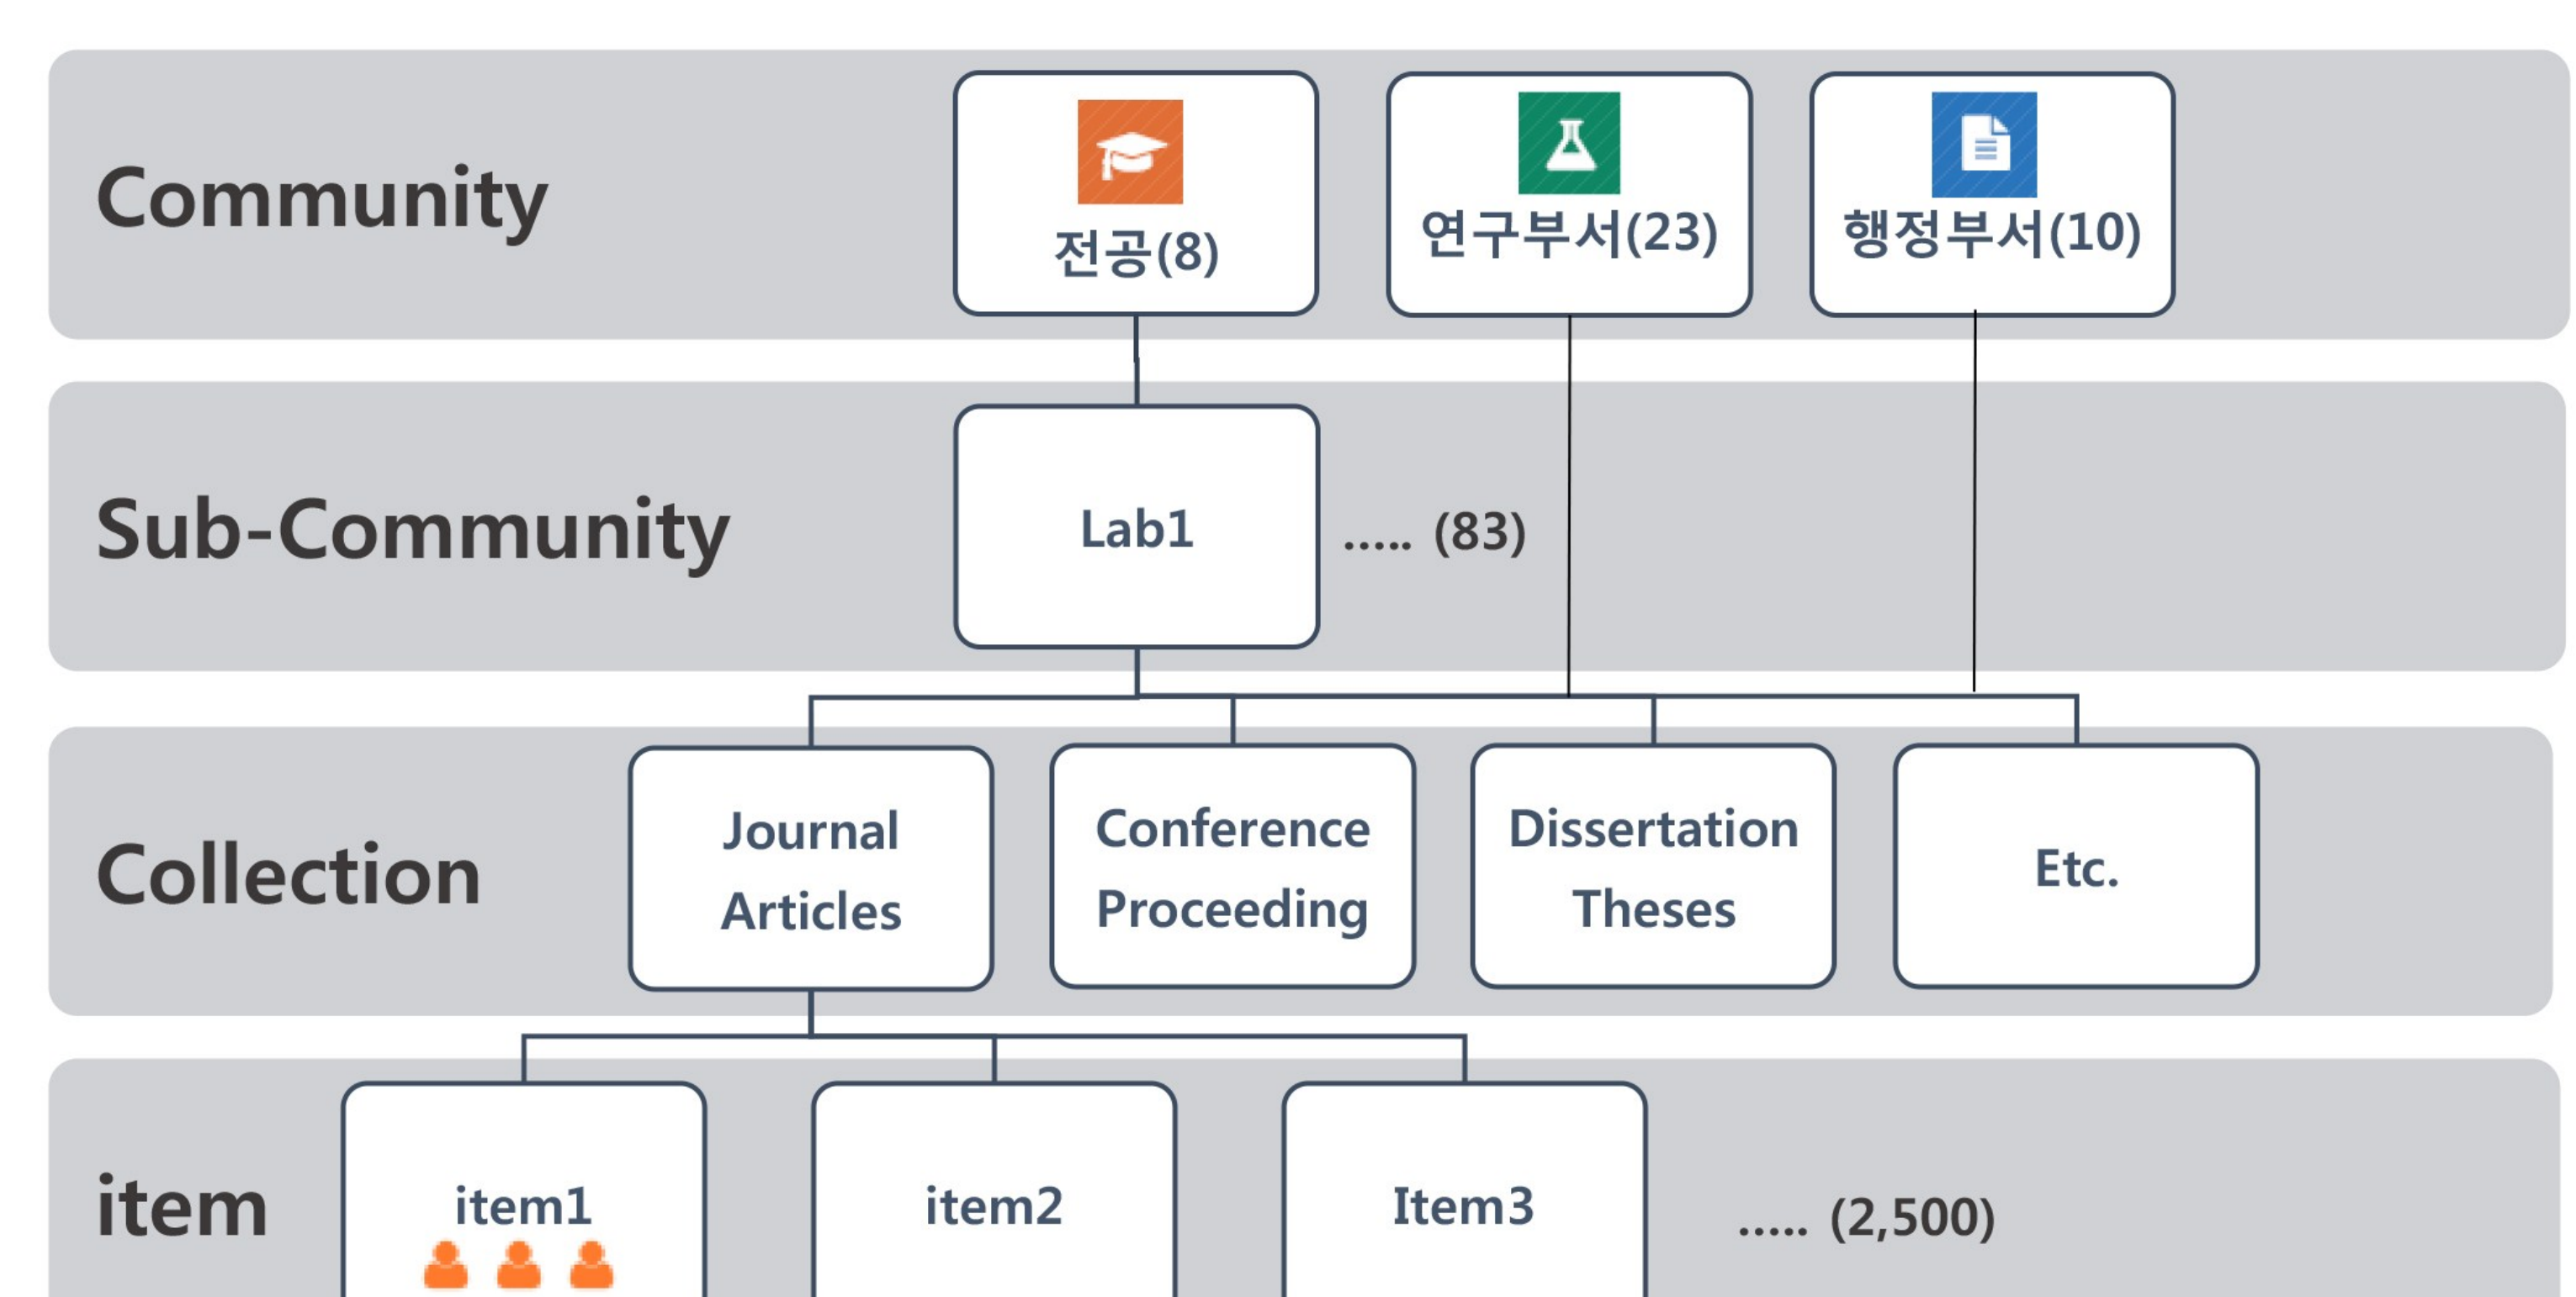 Community
전공(8)
연구부서(23)
행정부서(10)
Sub-Community
Lab1
..... (83)
Collection
Journal
Articles
Conference
Proceeding
Dissertation
Theses
Etc.
item
item1
item2
Item3
..... (2,500)